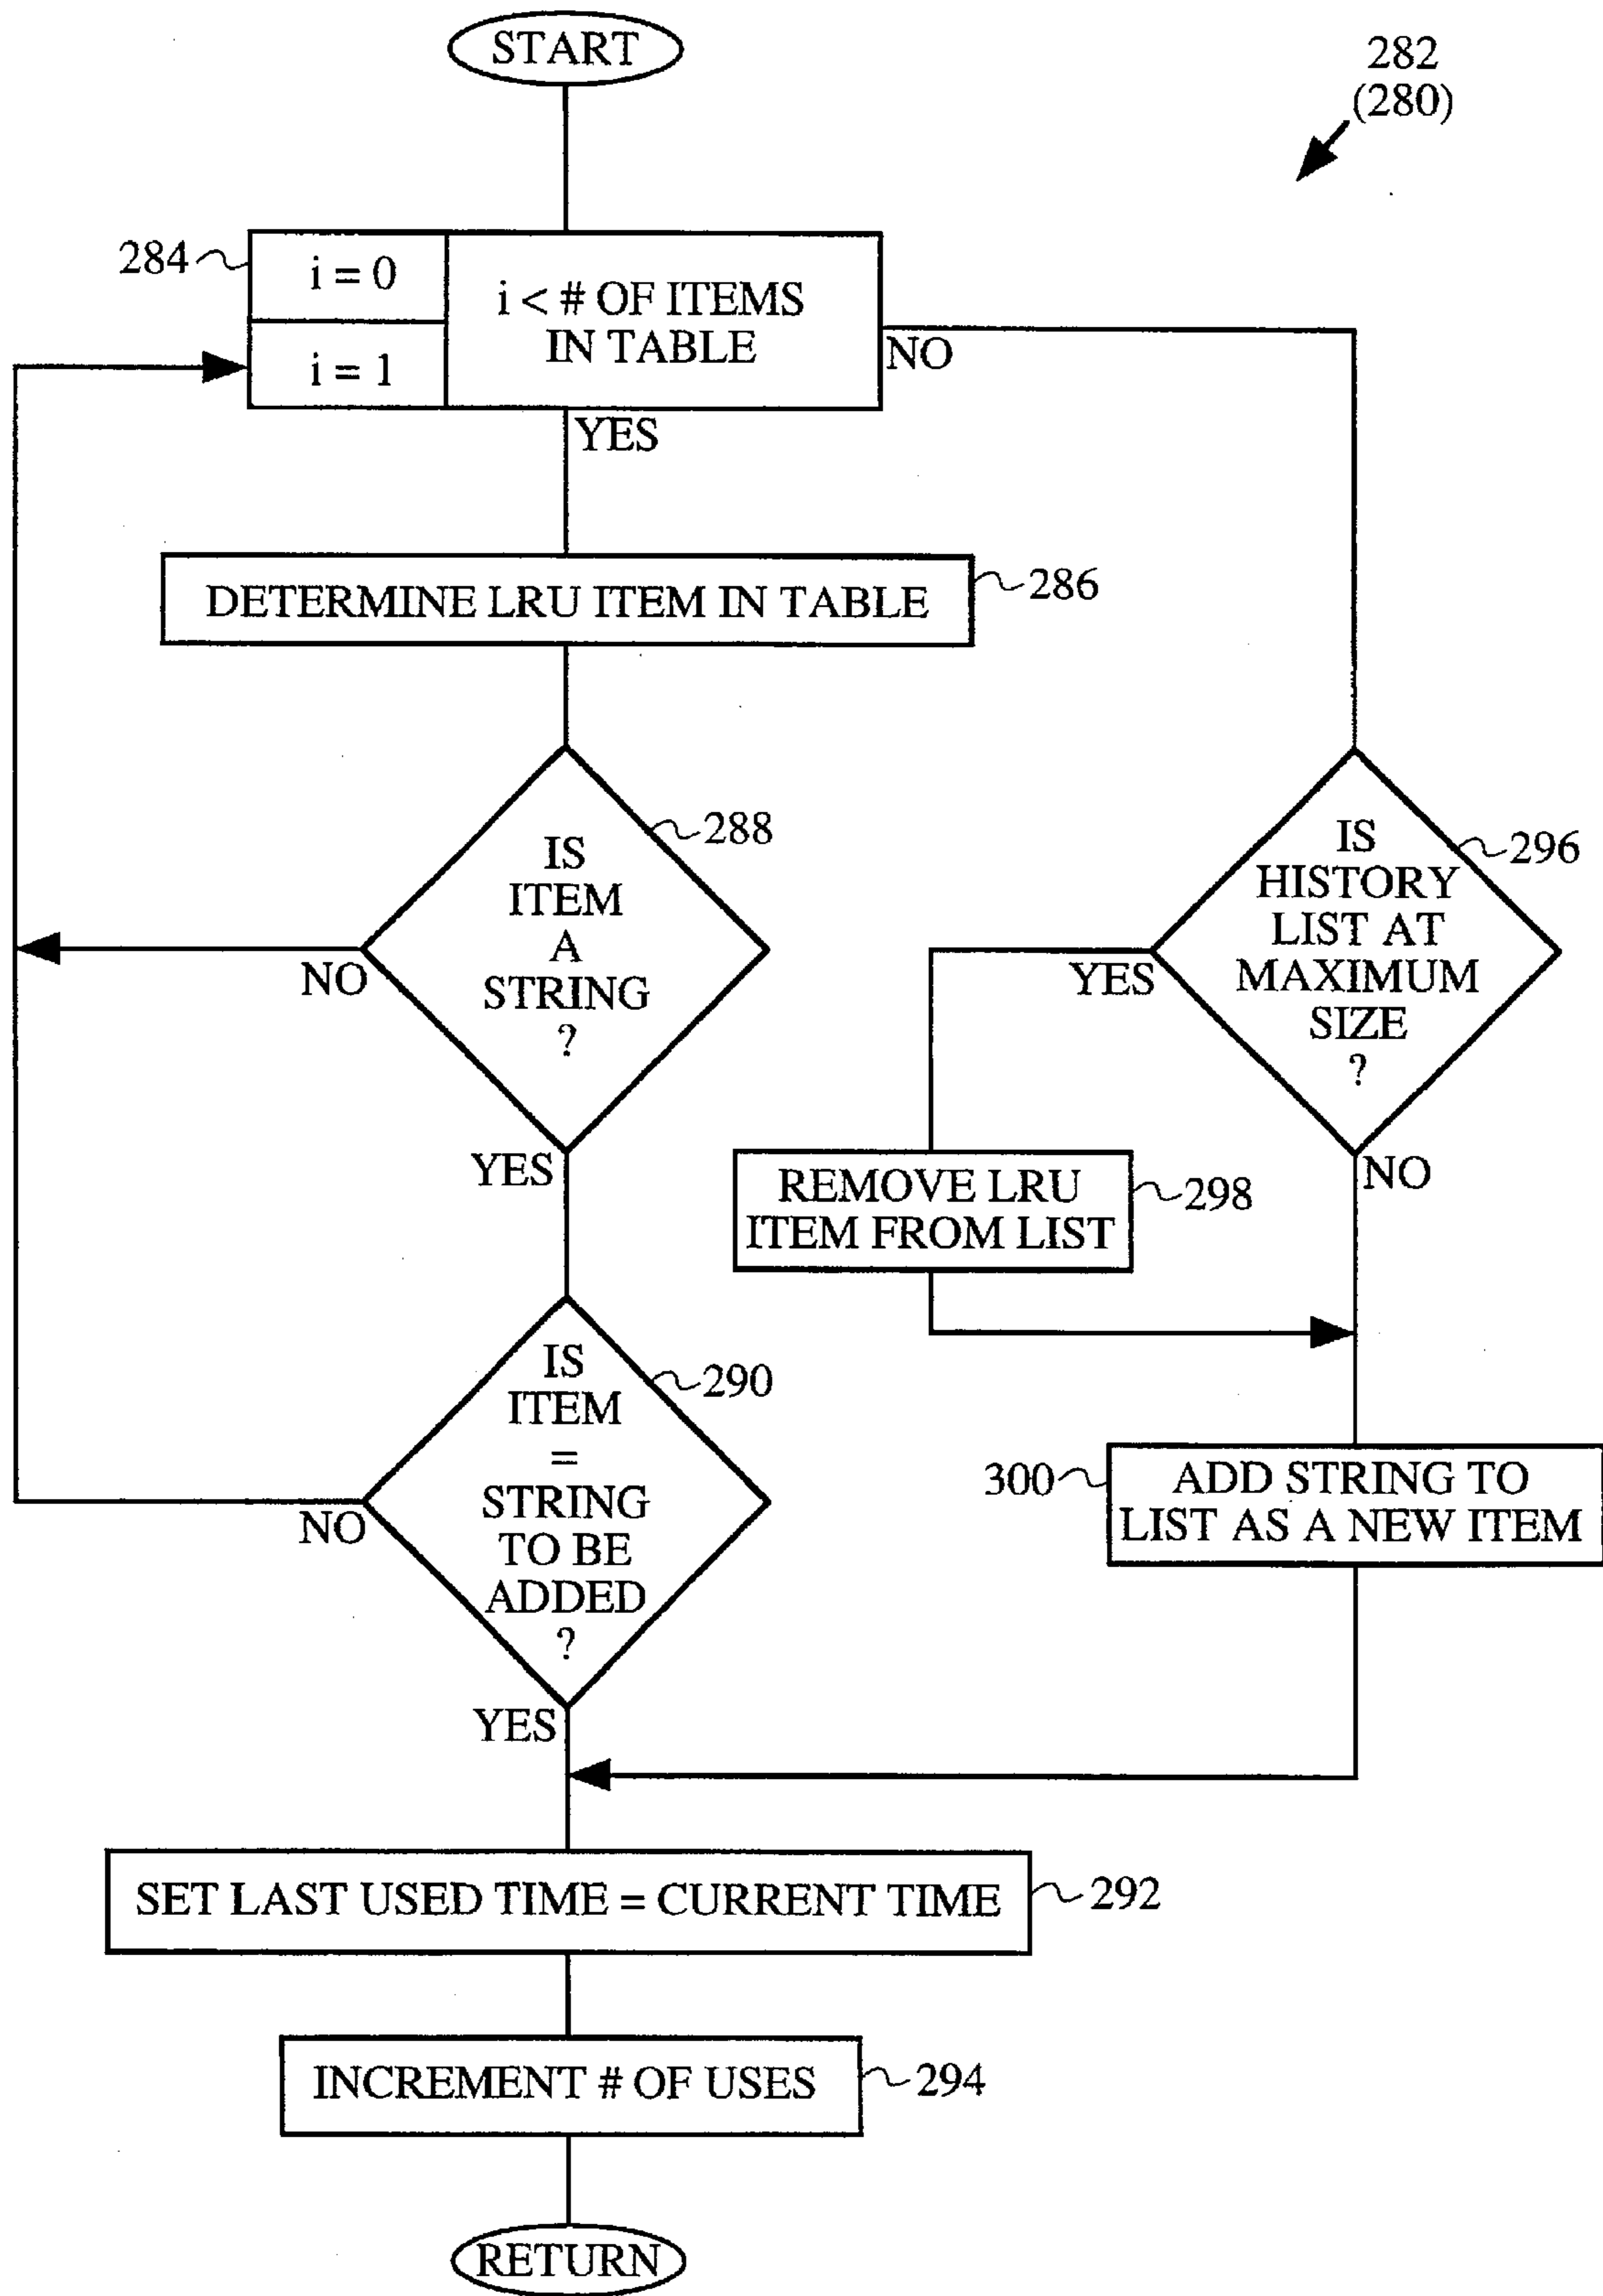 START
282
(280)
284
i = 0
i = 1
i < # OF ITEMS
IN TABLE
NO
YES
DETERMINE LRU ITEM IN TABLE
286
IS
ITEM
A
STRING
?
288
NO
YES
IS
HISTORY
LIST AT
MAXIMUM
SIZE
?
296
YES
NO
REMOVE LRU
ITEM FROM LIST
298
IS
ITEM
=
STRING
TO BE
ADDED
?
290
NO
YES
300
ADD STRING TO
LIST AS A NEW ITEM
SET LAST USED TIME = CURRENT TIME
292
INCREMENT # OF USES
294
RETURN